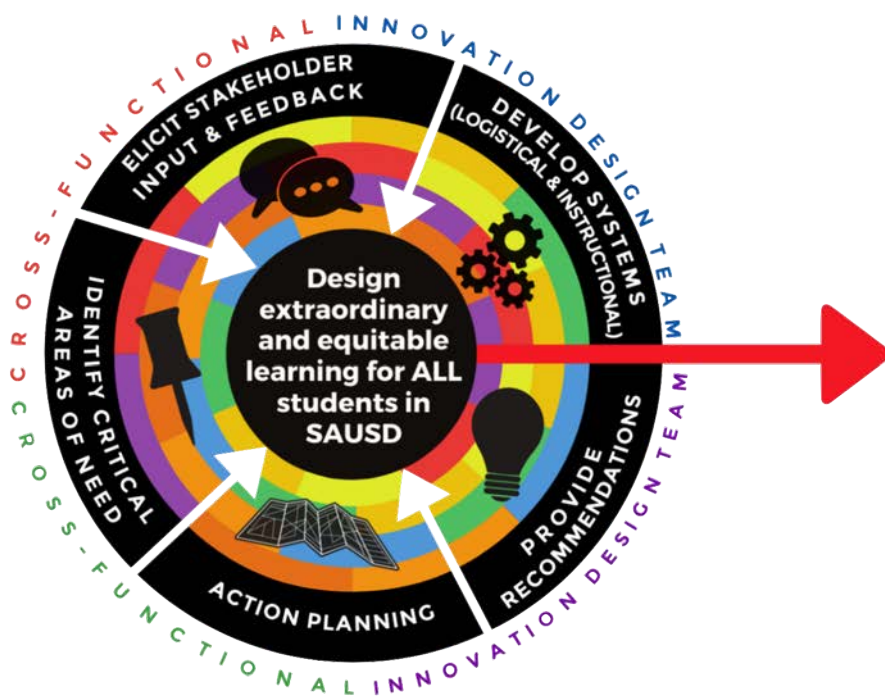 CROSS-FUNCTIONAL INNOVATION DESIGN TEAM
ELICIT STAKEHOLDER
INPUT & FEEDBACK
DEVELOP SYSTEMS
(LOGISTICAL & INSTRUCTIONAL)
IDENTIFY CRITICAL
AREAS OF NEED
Design
extraordinary
and equitable
learning for ALL
students in
SAUSD
PROVIDE
RECOMMENDATIONS
ACTION PLANNING
CROSS-FUNCTIONAL INNOVATION DESIGN TEAM